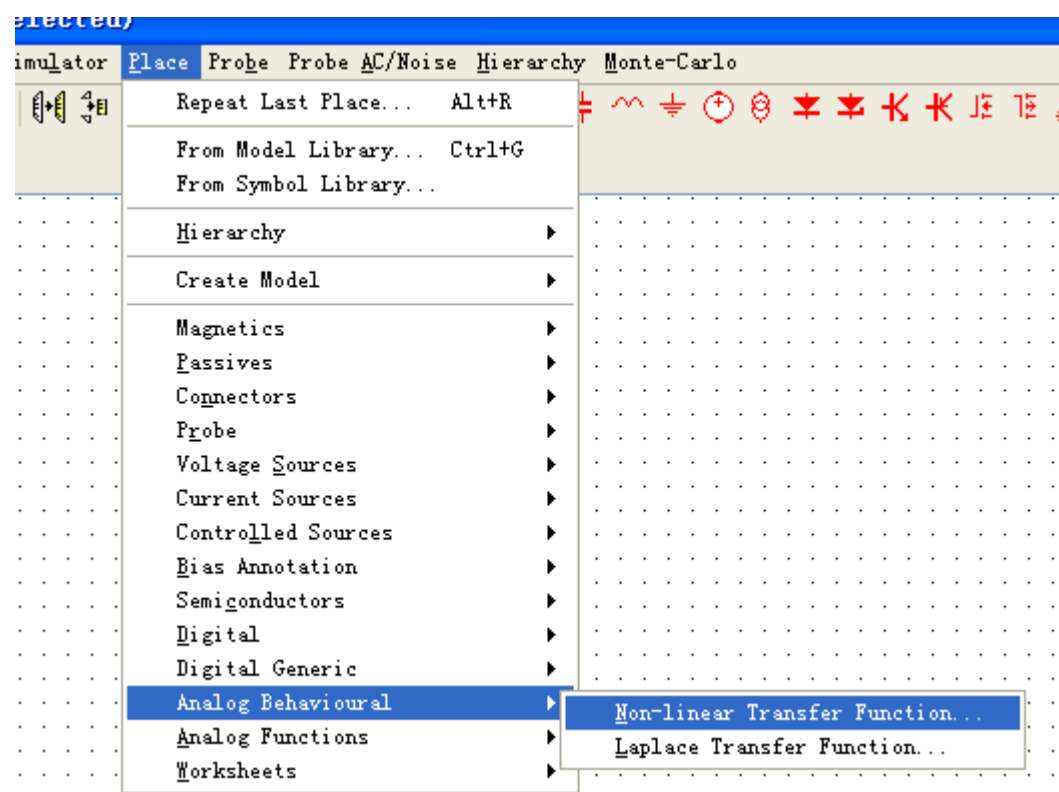 elected)
imulator Place Probe Probe AC/Noise Hierarchy Monte-Carlo
Repeat Last Place... Alt+R
From Model Library... Ctrl+G
From Symbol Library...
Hierarchy
Create Model
Magnetics
Passives
Connectors
Probe
Voltage Sources
Current Sources
Controlled Sources
Bias Annotation
Semiconductors
Digital
Digital Generic
Analog Behavioural
Non-linear Transfer Function...
Analog Functions
Laplace Transfer Function...
Worksheets